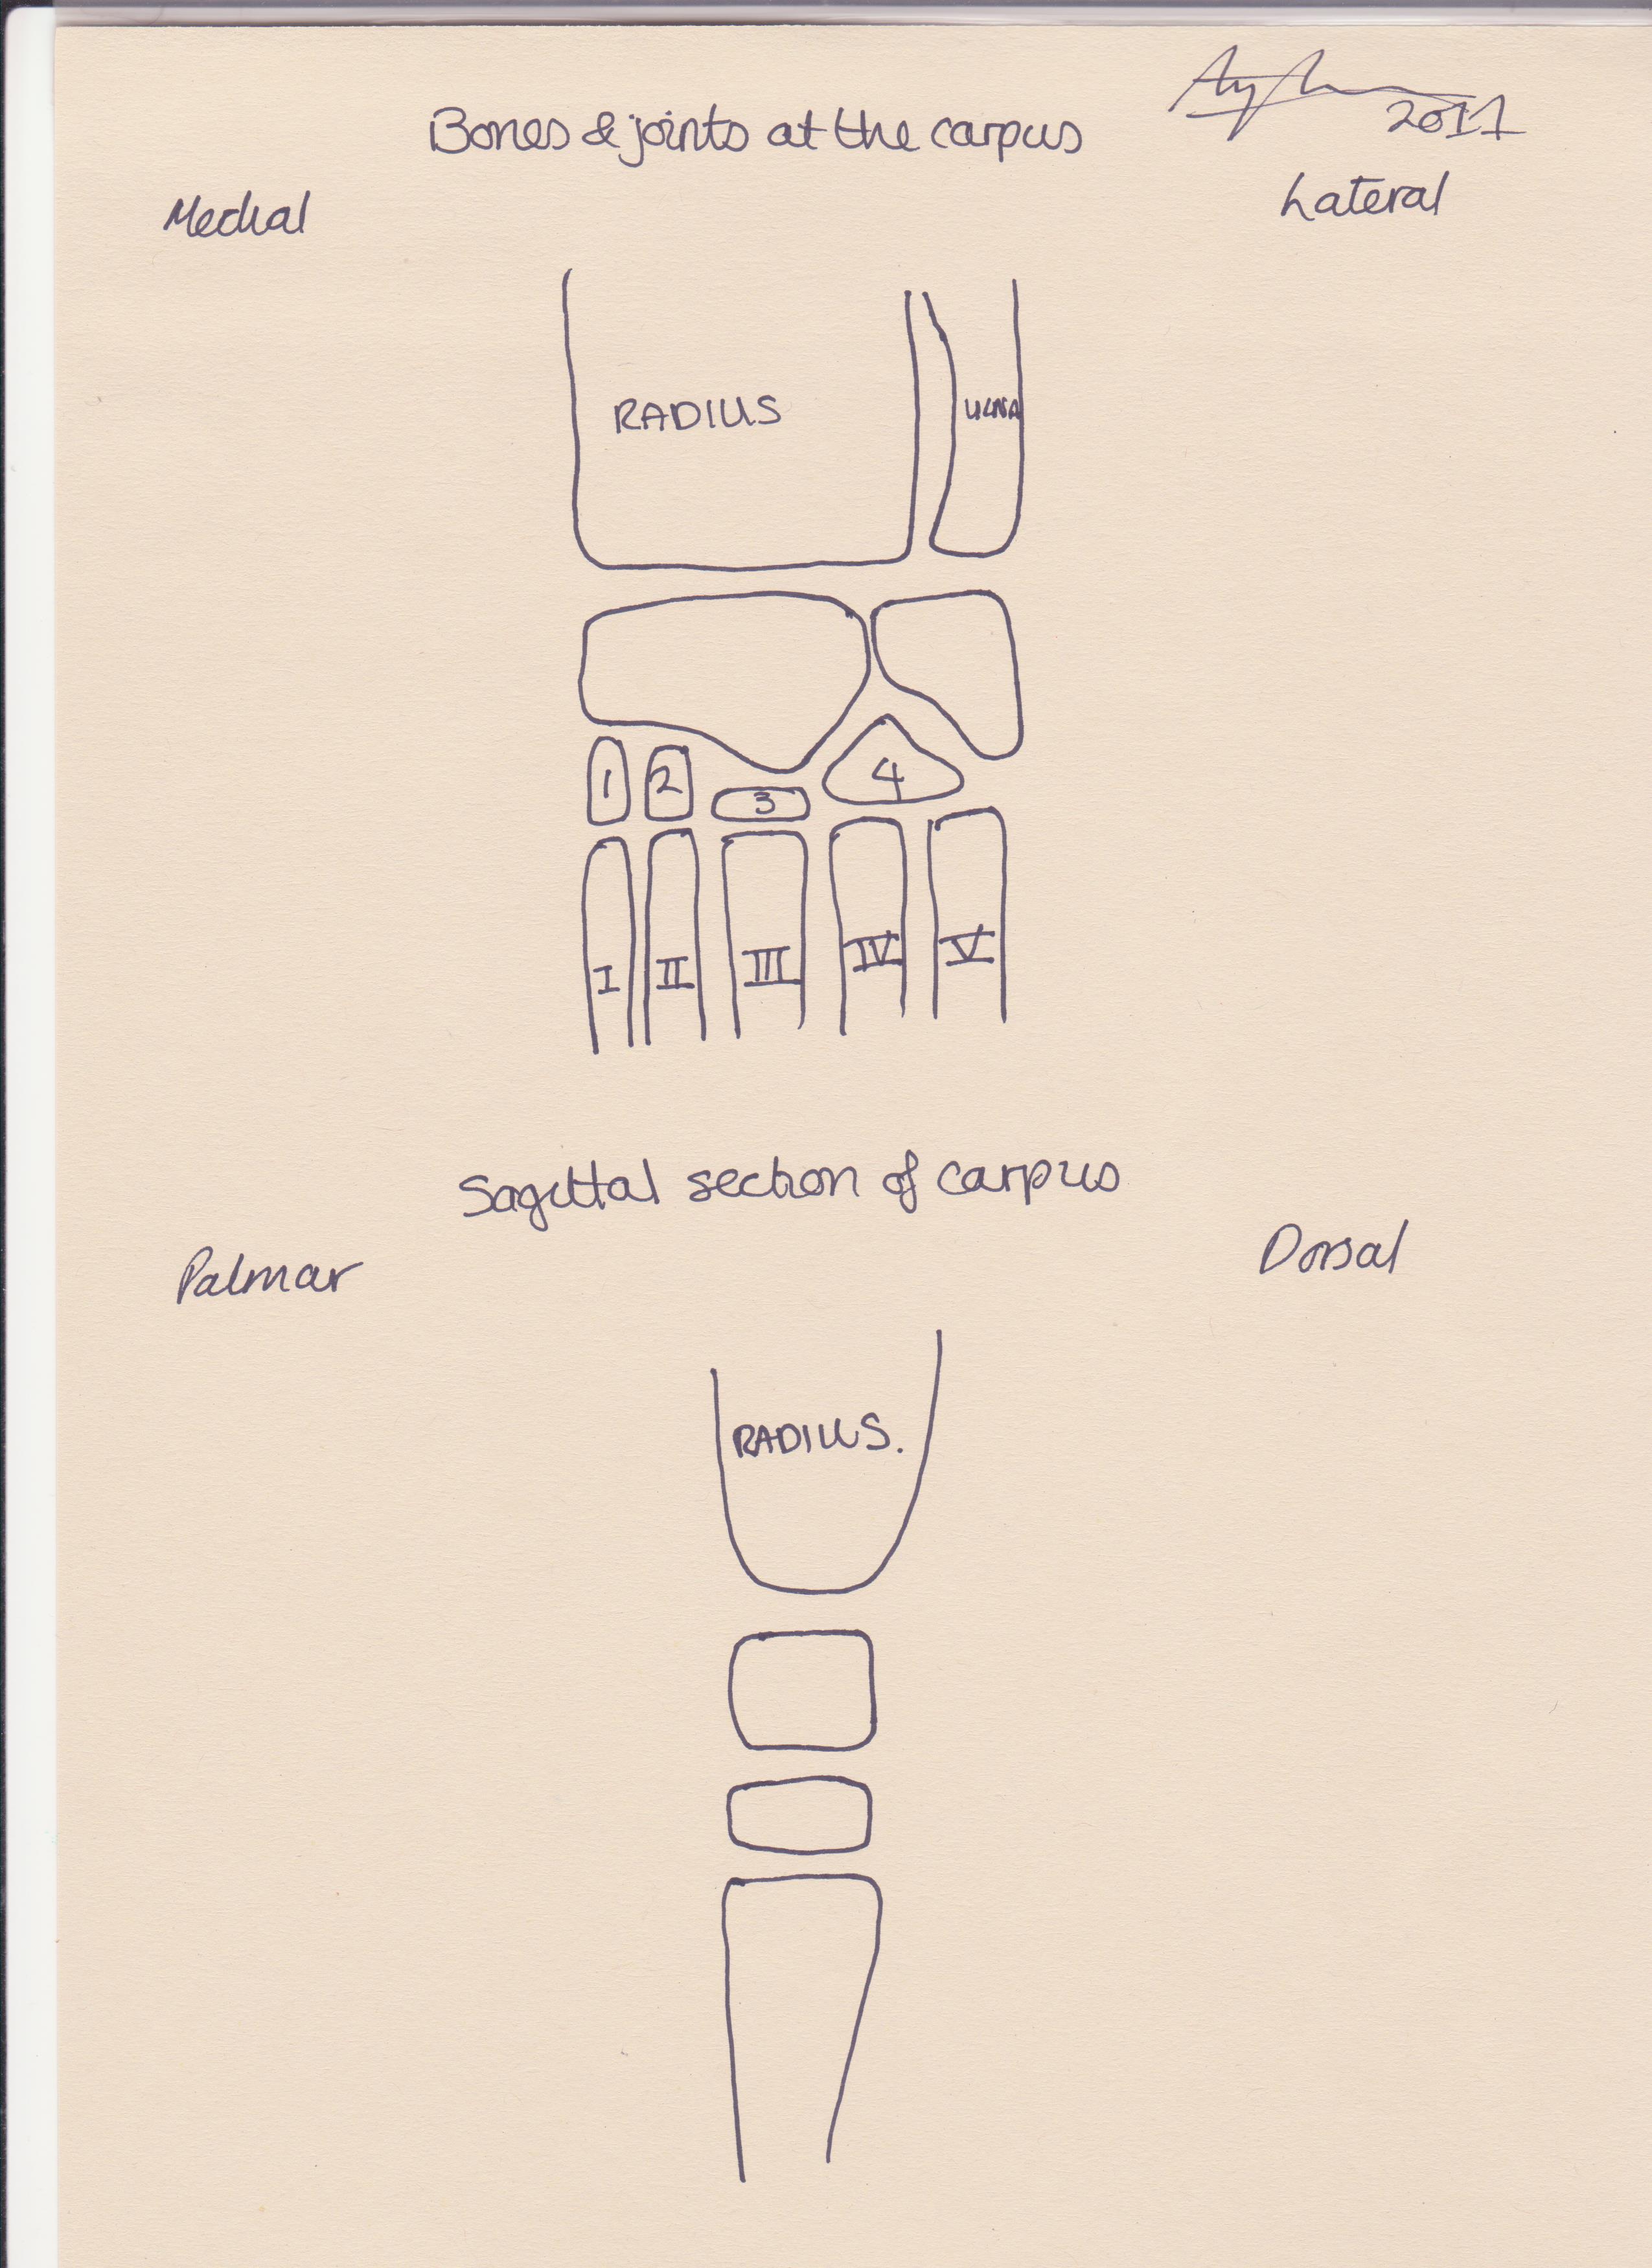 2011
Bones & joints at the carpus
Medial
Lateral
RADIUS
ULNA
1 2 3 4
I II III IV V
Sagittal section of carpus
Palmar
Dorsal
RADIUS.